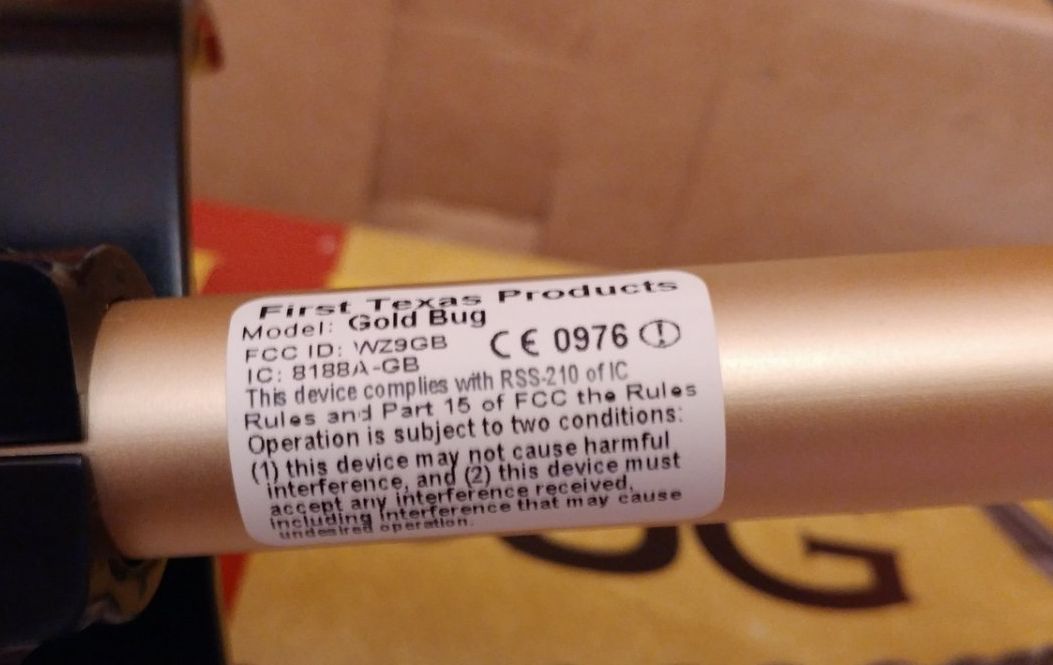 First Texas Products
Model: Gold Bug
FCC ID: WZ9GB
CE 0976
IC: 8188A-GB
This device complies with RSS-210 of IC
Rules and Part 15 of FCC the Rules
Operation is subject to two conditions:
(1) this device may not cause harmful
interference, and (2) this device must
accept any interference received,
including interference that may cause
undesired operation.
UG